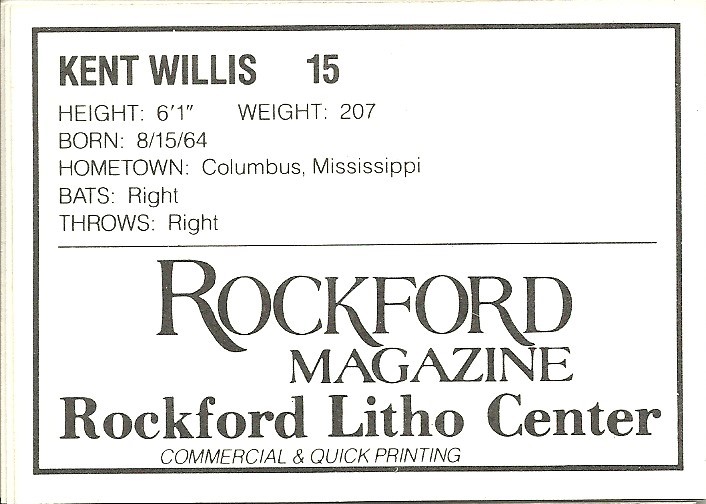 KENT WILLIS 15
HEIGHT: 6'1" WEIGHT: 207
BORN: 8/15/64
HOMETOWN: Columbus, Mississippi
BATS: Right
THROWS: Right
ROCKFORD
MAGAZINE
Rockford Litho Center
COMMERCIAL & QUICK PRINTING